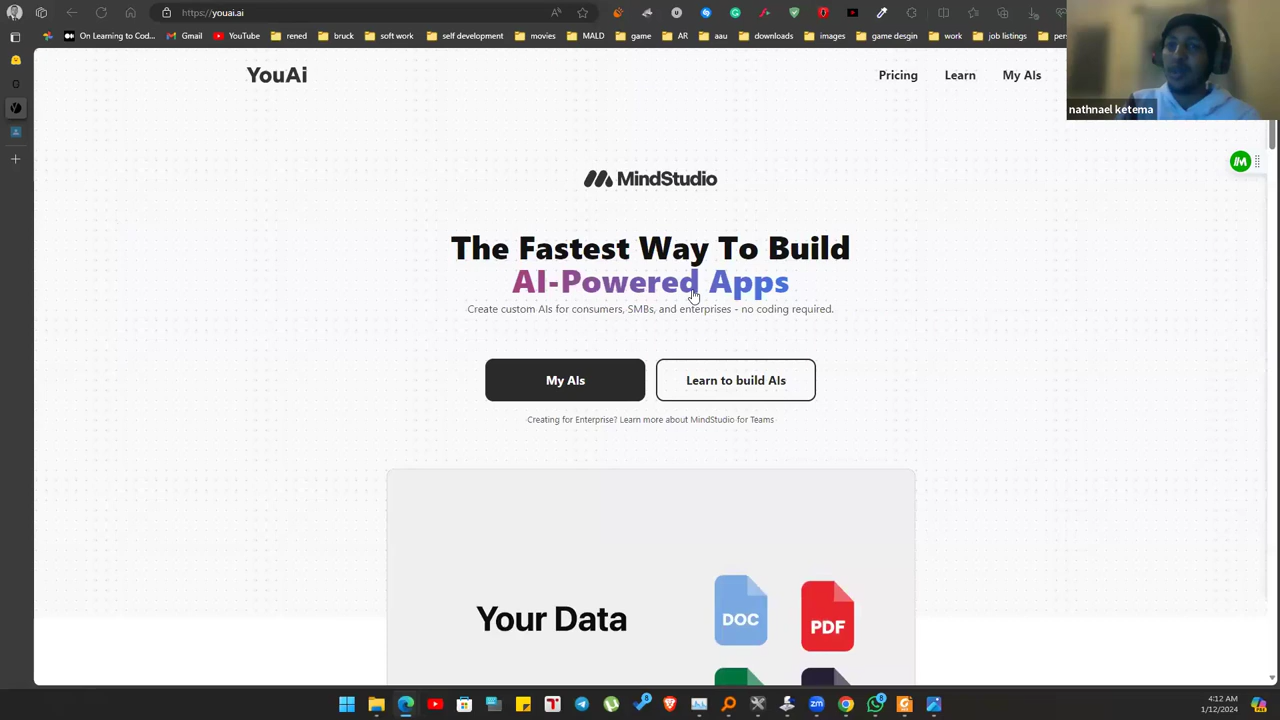 https://youai.ai
On Learning to Cod...
Gmail
YouTube
rened
bruck
soft work
self development
movies
MALD
game
AR
aau
downloads
images
game desgin
work
job listings
YouAi
Pricing
Learn
My AIs
nathnael ketema
MindStudio
The Fastest Way To Build
AI-Powered Apps
Create custom AIs for consumers, SMBs, and enterprises - no coding required.
My AIs
Learn to build AIs
Creating for Enterprise? Learn more about MindStudio for Teams
Your Data
DOC
PDF
4:12 AM
1/12/2024